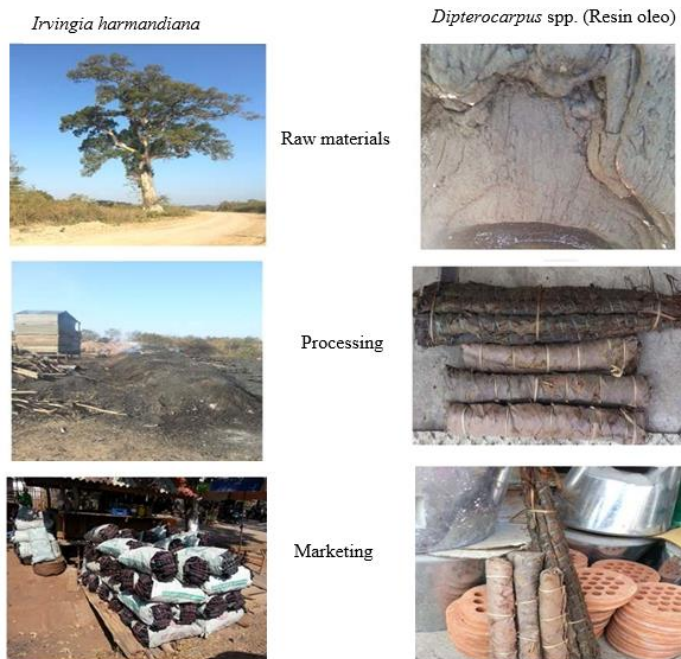 Irvingia harmandiana
Dipterocarpus spp. (Resin oleo)
Raw materials
Processing
Marketing